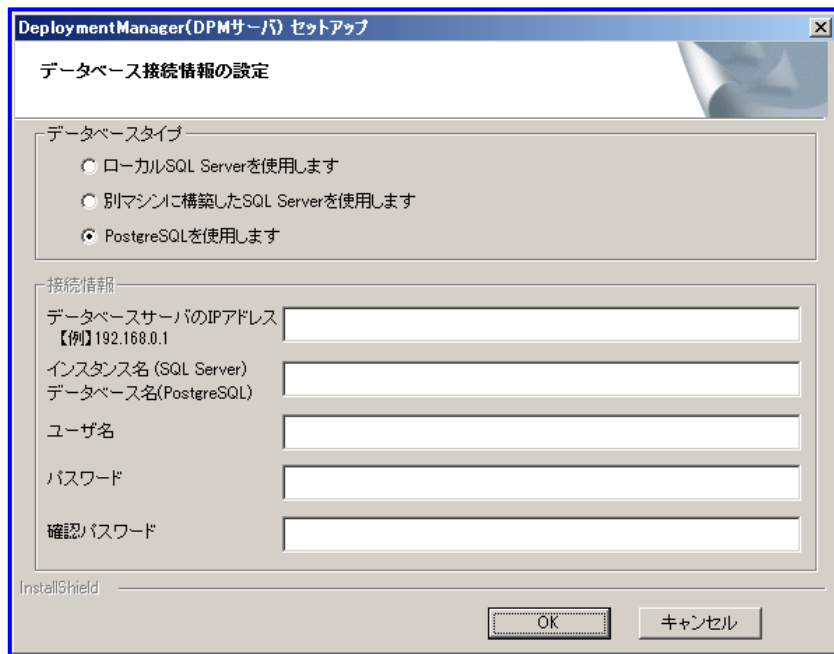 DeploymentManager(DPMサーバ) セットアップ
データベース接続情報の設定
データベースタイプ
ローカルSQL Serverを使用します
別マシンに構築したSQL Serverを使用します
PostgreSQLを使用します
接続情報
データベースサーバのIPアドレス
【例】192.168.0.1
インスタンス名 (SQL Server)
データベース名(PostgreSQL)
ユーザ名
パスワード
確認パスワード
InstallShield
OK
キャンセル